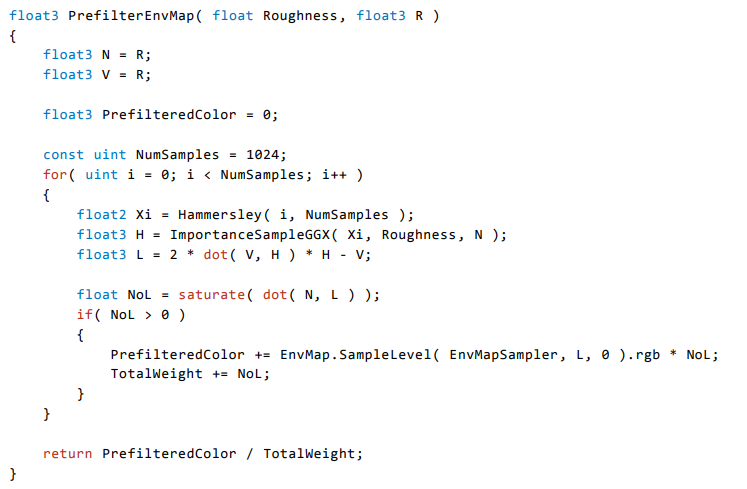 float3 PrefilterEnvMap( float Roughness, float3 R )
{
    float3 N = R;
    float3 V = R;

    float3 PrefilteredColor = 0;

    const uint NumSamples = 1024;
    for( uint i = 0; i < NumSamples; i++ )
    {
        float2 Xi = Hammersley( i, NumSamples );
        float3 H = ImportanceSampleGGX( Xi, Roughness, N );
        float3 L = 2 * dot( V, H ) * H - V;

        float NoL = saturate( dot( N, L ) );
        if( NoL > 0 )
        {
            PrefilteredColor += EnvMap.SampleLevel( EnvMapSampler, L, 0 ).rgb * NoL;
            TotalWeight += NoL;
        }
    }

    return PrefilteredColor / TotalWeight;
}